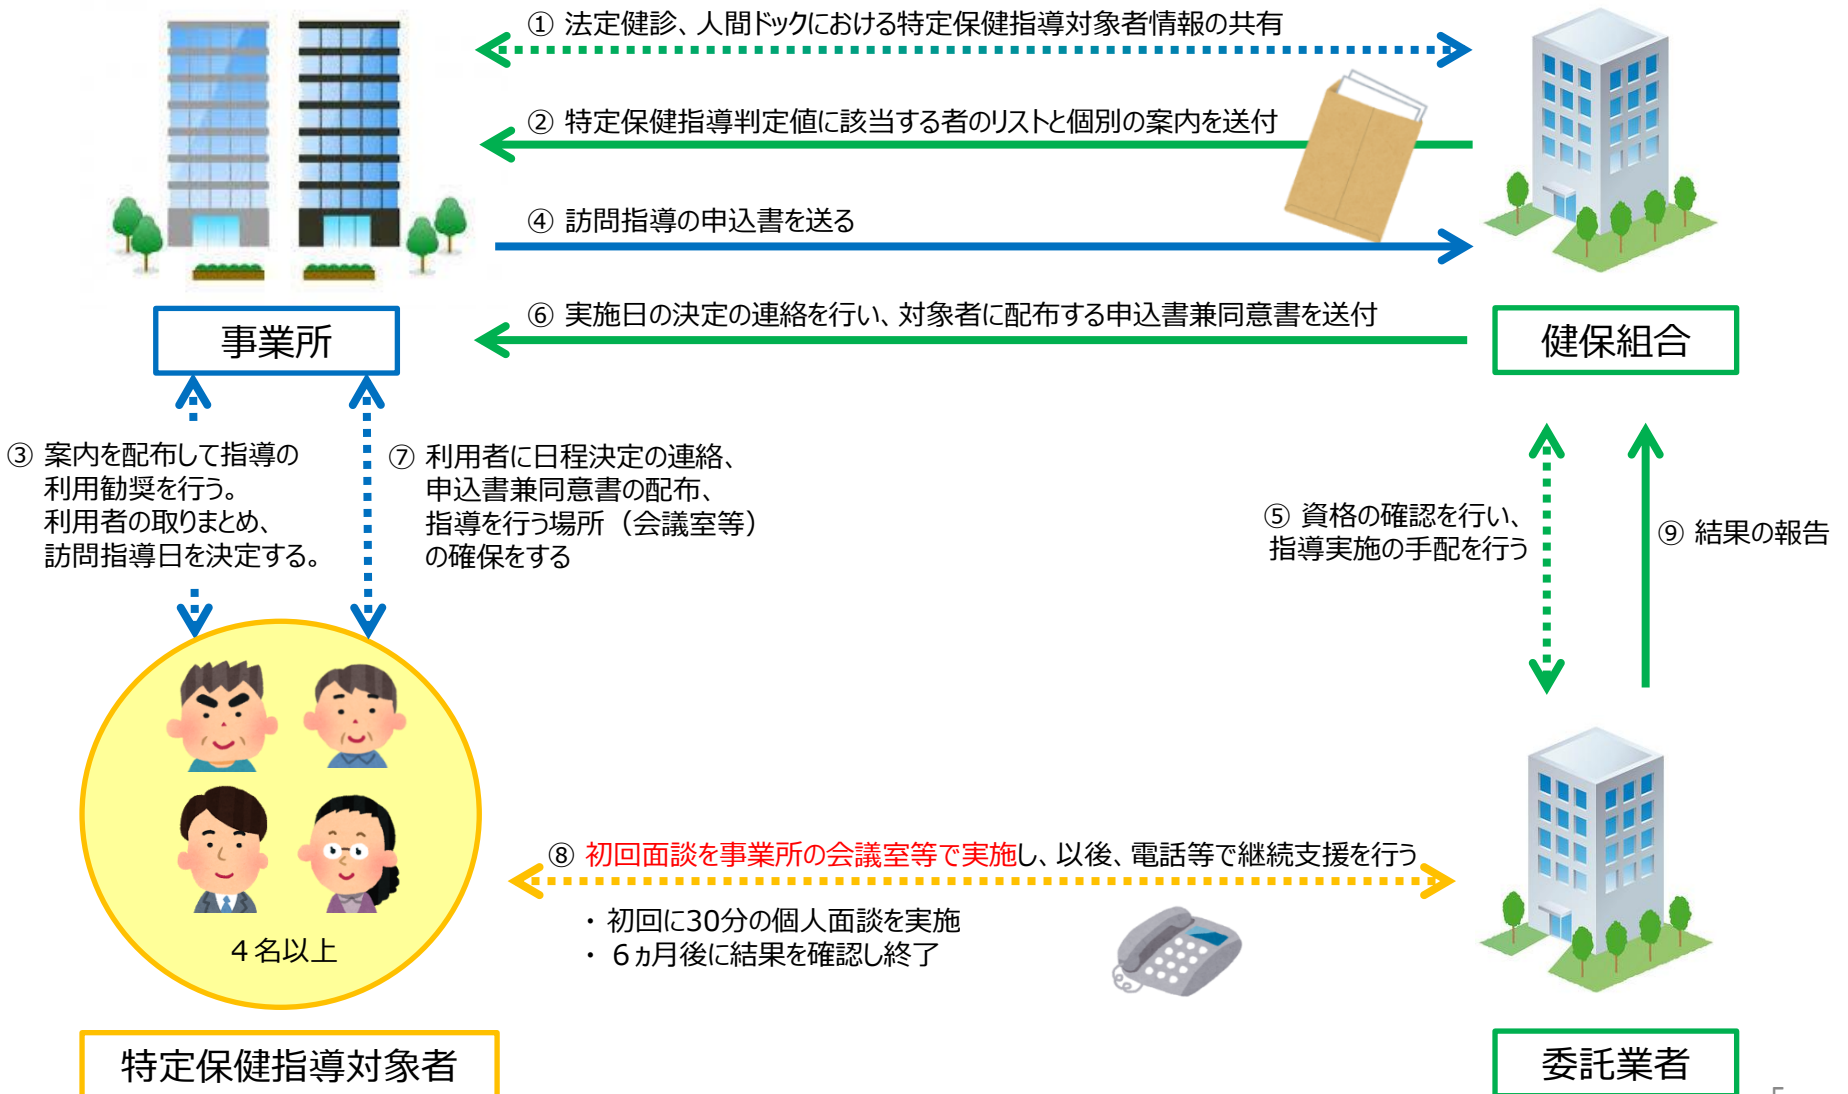 ① 法定健診、人間ドックにおける特定保健指導対象者情報の共有
② 特定保健指導判定値に該当する者のリストと個別の案内を送付
④ 訪問指導の申込書を送る
⑥ 実施日の決定の連絡を行い、対象者に配布する申込書兼同意書を送付
事業所
健保組合
③ 案内を配布して指導の
利用勧奨を行う。
利用者の取りまとめ、
訪問指導日を決定する。
⑦ 利用者に日程決定の連絡、
申込書兼同意書の配布、
指導を行う場所（会議室等）
の確保をする
⑤ 資格の確認を行い、
指導実施の手配を行う
⑨ 結果の報告
⑧ 初回面談を事業所の会議室等で実施し、以後、電話等で継続支援を行う
・ 初回に30分の個人面談を実施
・ 6ヵ月後に結果を確認し終了
４名以上
特定保健指導対象者
委託業者